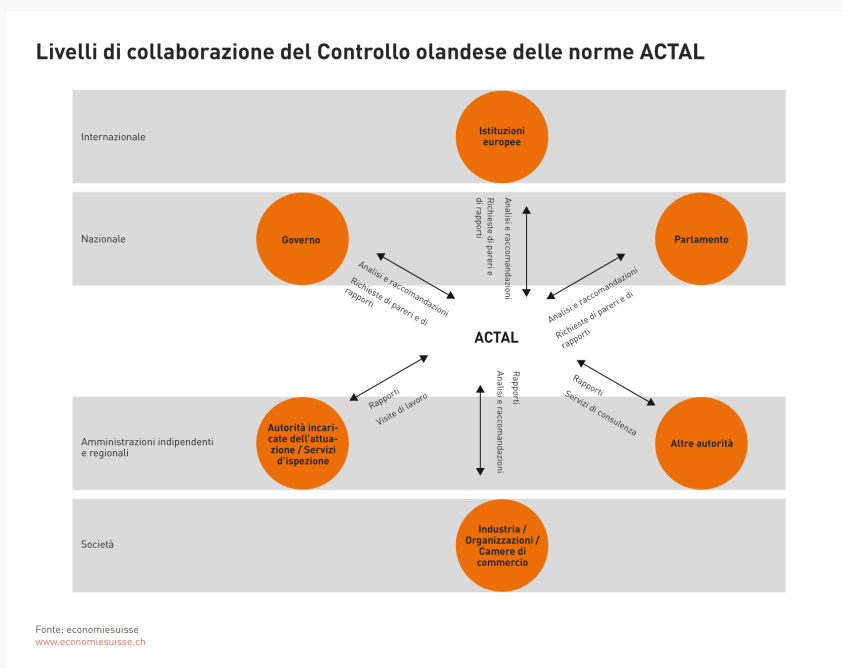 Livelli di collaborazione del Controllo olandese delle norme ACTAL
Internazionale
Istituzioni
europee
Nazionale
Governo
Analisi e raccomandazioni
Richieste di pareri e di
rapporti
Analisi e raccomandazioni
Richieste di pareri e
di rapporti
Parlamento
Analisi e raccomandazioni
Richieste di pareri e di
rapporti
ACTAL
Rapporti
Visite di lavoro
Rapporti
Analisi e raccomandazioni
Rapporti
Servizi di consulenza
Amministrazioni indipendenti
e regionali
Autorità incari-
cate dell'attua-
zione / Servizi
d'ispezione
Altre autorità
Società
Industria /
Organizzazioni /
Camere di
commercio
Fonte: economiesuisse
www.economiesuisse.ch